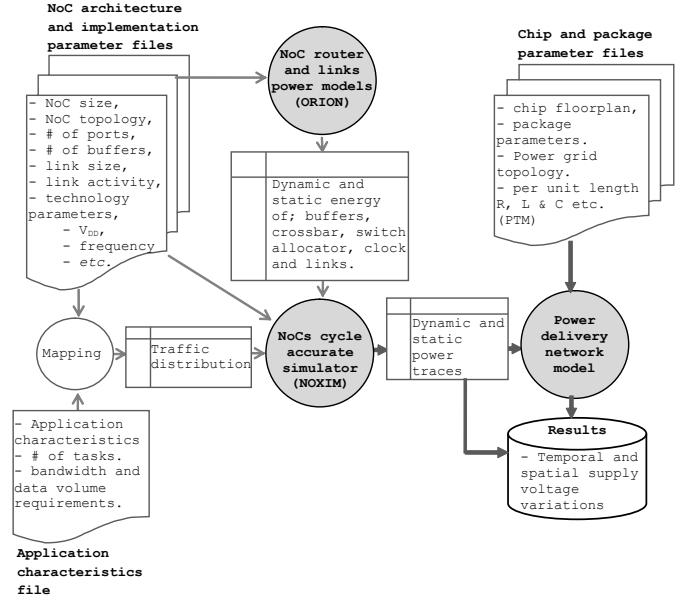 NoC architecture
and implementation
parameter files
- NoC size,
- NoC topology,
- # of ports,
- # of buffers,
- link size,
- link activity,
- technology
parameters,
- VDD,
- frequency
- etc.
NoC router
and links
power models
(ORION)
Dynamic and
static energy
of; buffers,
crossbar, switch
allocator, clock
and links.
Chip and package
parameter files
- chip floorplan,
- package
parameters.
- Power grid
topology.
- per unit length
R, L & C etc.
(PTM)
Mapping
Traffic
distribution
NoCs cycle
accurate
simulator
(NOXIM)
Dynamic and
static
power
traces
Power
delivery
network
model
- Application
characteristics
- # of tasks.
- bandwidth and
data volume
requirements.
Application
characteristics
file
Results
- Temporal and
spatial supply
voltage
variations